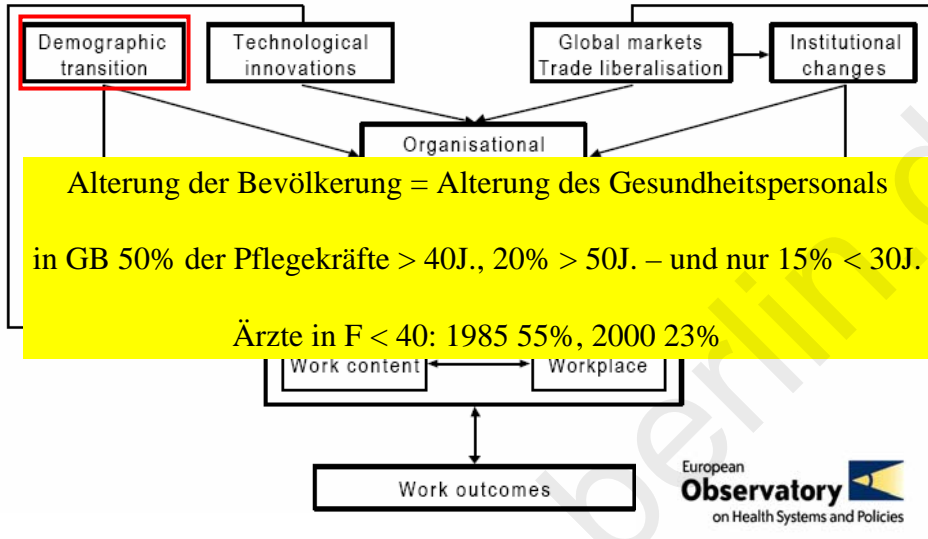 Demographic
transition
Technological
innovations
Global markets
Trade liberalisation
Institutional
changes
Organisational
Alterung der Bevölkerung = Alterung des Gesundheitspersonals
in GB 50% der Pflegekräfte > 40J., 20% > 50J. – und nur 15% < 30J.
Ärzte in F < 40: 1985 55%, 2000 23%
Work content
Workplace
Work outcomes
European
Observatory
on Health Systems and Policies
berlin.d